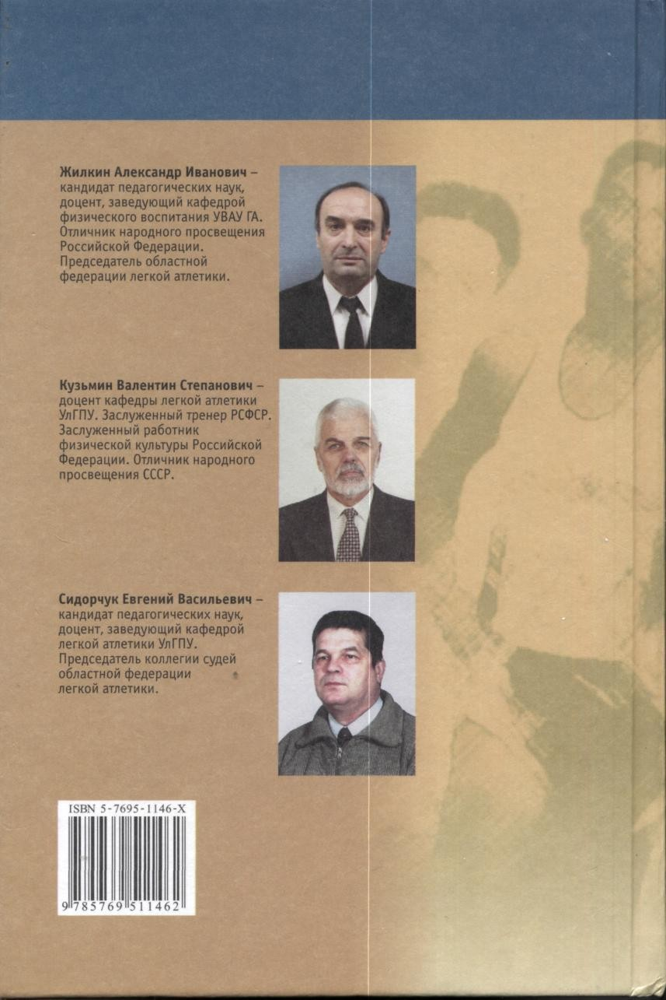 Жилкин Александр Иванович –
кандидат педагогических наук,
доцент, заведующий кафедрой
физического воспитания УВАУ ГА.
Отличник народного просвещения
Российской Федерации.
Председатель областной
федерации легкой атлетики.
Кузьмин Валентин Степанович –
доцент кафедры легкой атлетики
УлГПУ. Заслуженный тренер РСФСР.
Заслуженный работник
физической культуры Российской
Федерации. Отличник народного
просвещения СССР.
Сидорчук Евгений Васильевич –
кандидат педагогических наук,
доцент, заведующий кафедрой
легкой атлетики УлГПУ.
Председатель коллегии судей
областной федерации
легкой атлетики.
ISBN 5-7695-1146-X
9 785769 511462